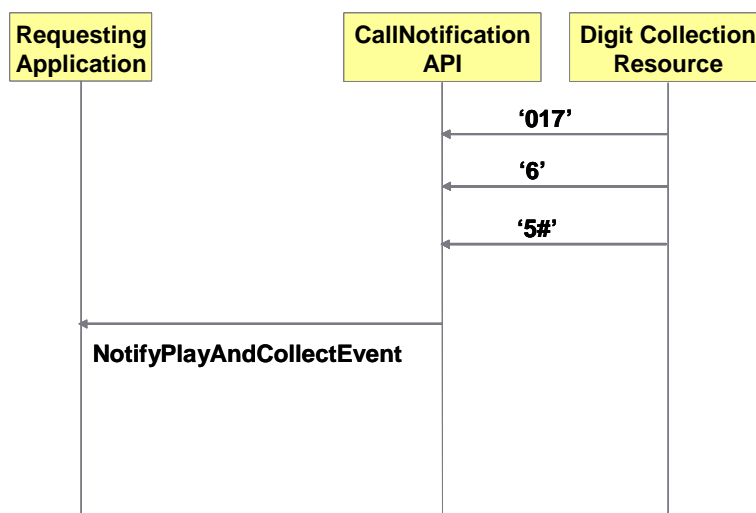 Requesting
Application
CallNotification
API
Digit Collection
Resource
‘017’
‘6’
‘5#’
NotifyPlayAndCollectEvent